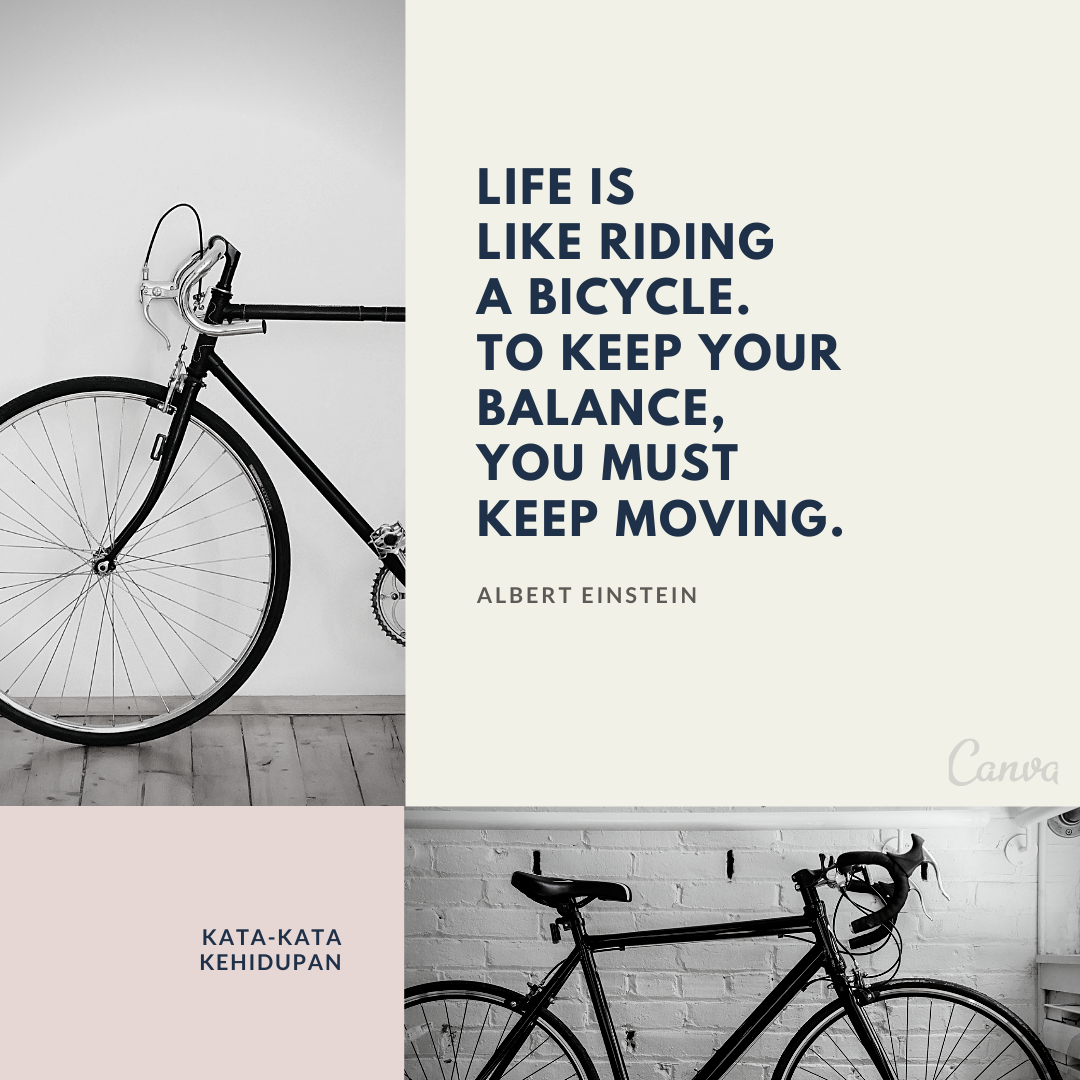 LIFE IS
LIKE RIDING
A BICYCLE.
TO KEEP YOUR
BALANCE,
YOU MUST
KEEP MOVING.
ALBERT EINSTEIN
Canva
KATA-KATA
KEHIDUPAN